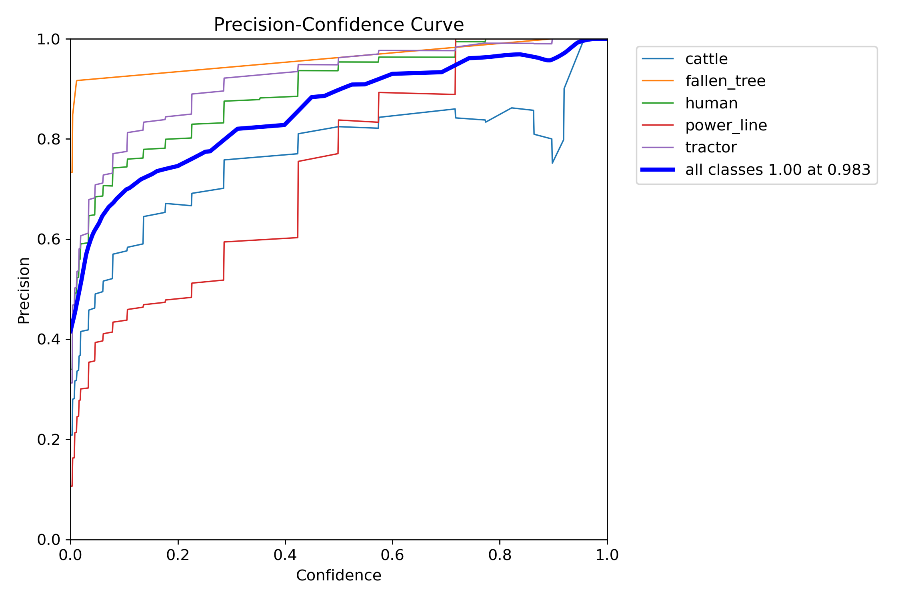 Precision-Confidence Curve
1.0
0.8
0.6
0.4
0.2
0.0
Precision
0.0 0.2 0.4 0.6 0.8 1.0
Confidence
cattle
fallen_tree
human
power_line
tractor
all classes 1.00 at 0.983